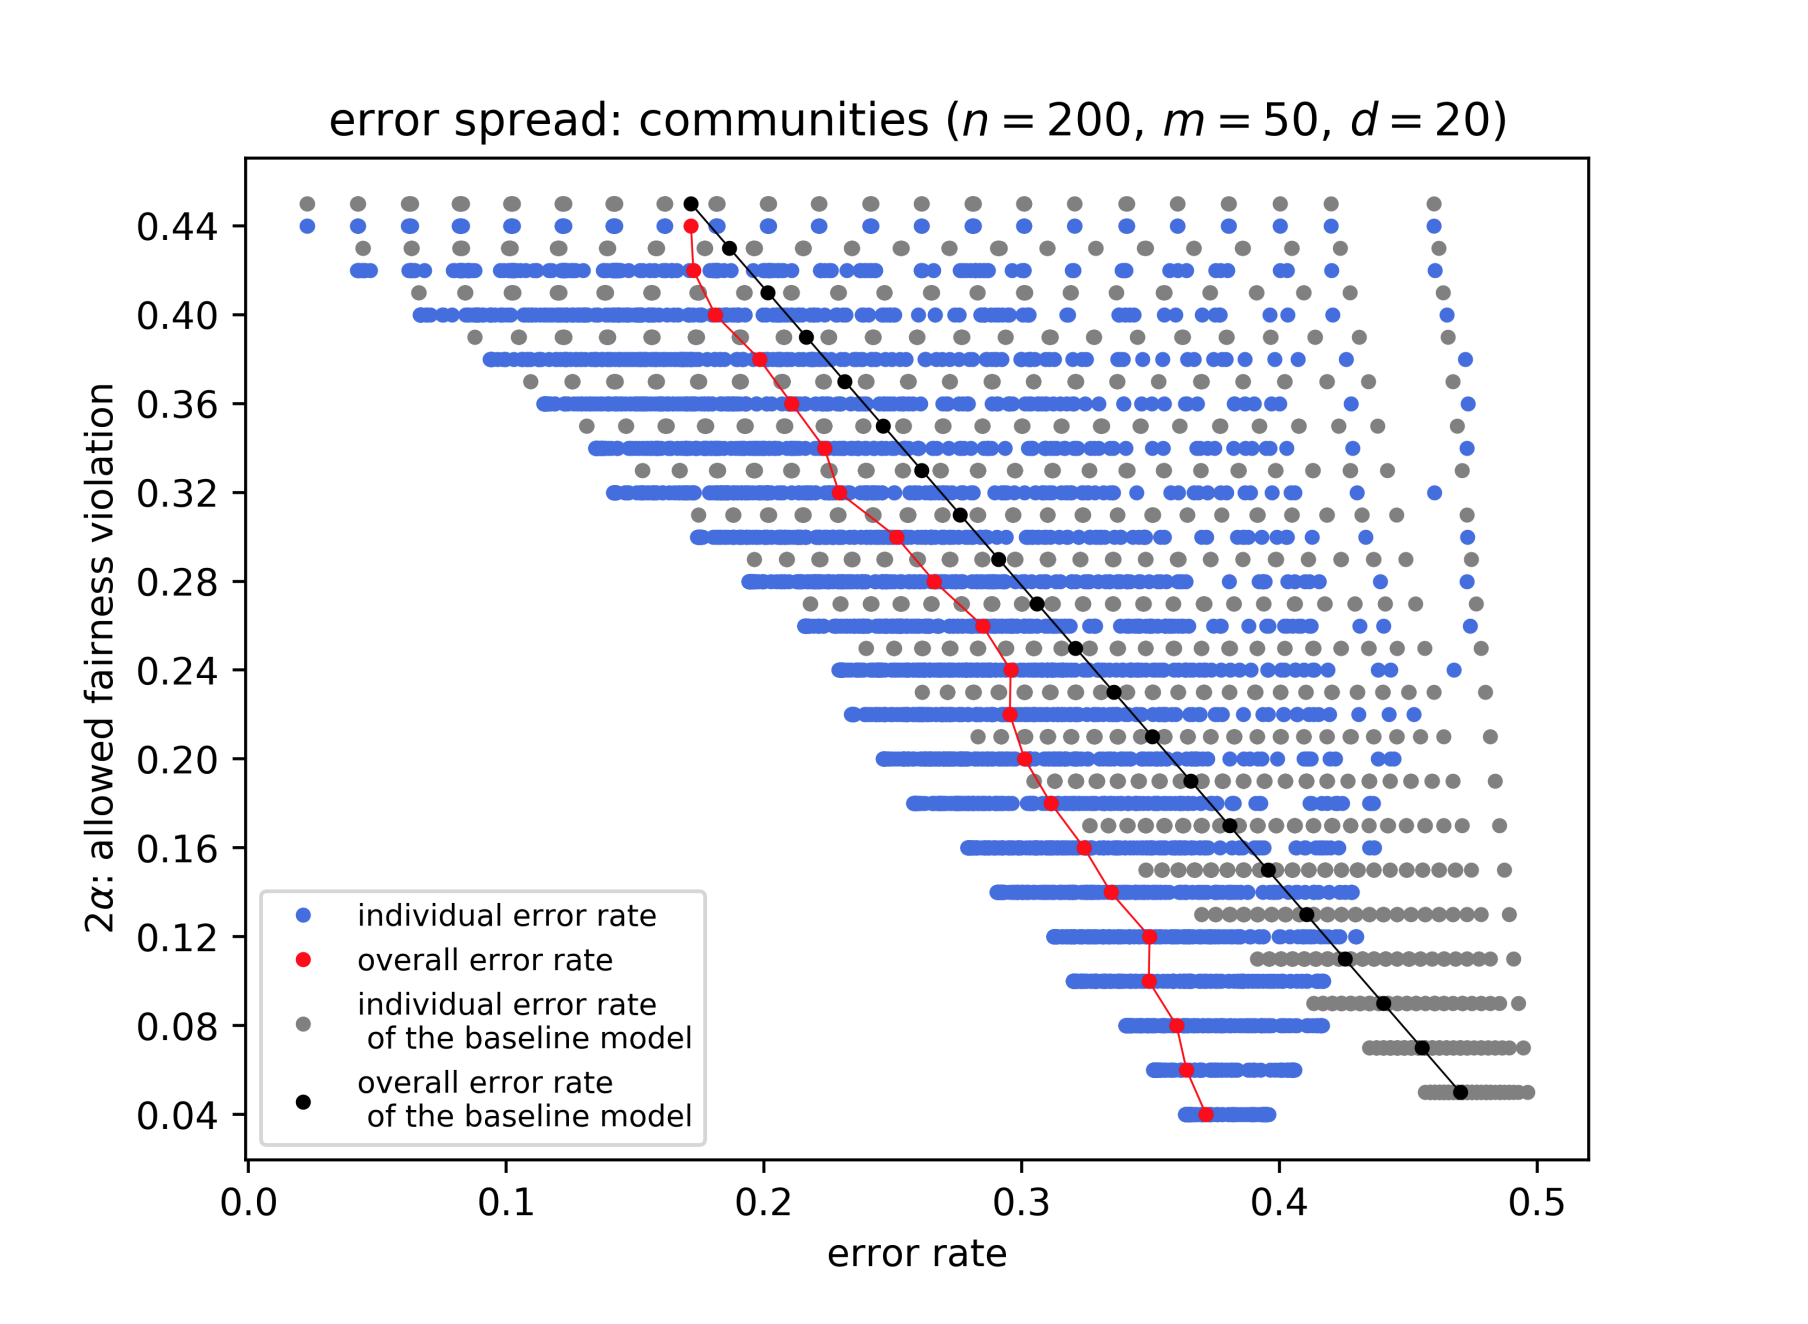 error spread: communities (n = 200, m = 50, d = 20)
2α: allowed fairness violation
0.44
0.40
0.36
0.32
0.28
0.24
0.20
0.16
0.12
0.08
0.04
individual error rate
overall error rate
individual error rate
of the baseline model
overall error rate
of the baseline model
0.0 0.1 0.2 0.3 0.4 0.5
error rate